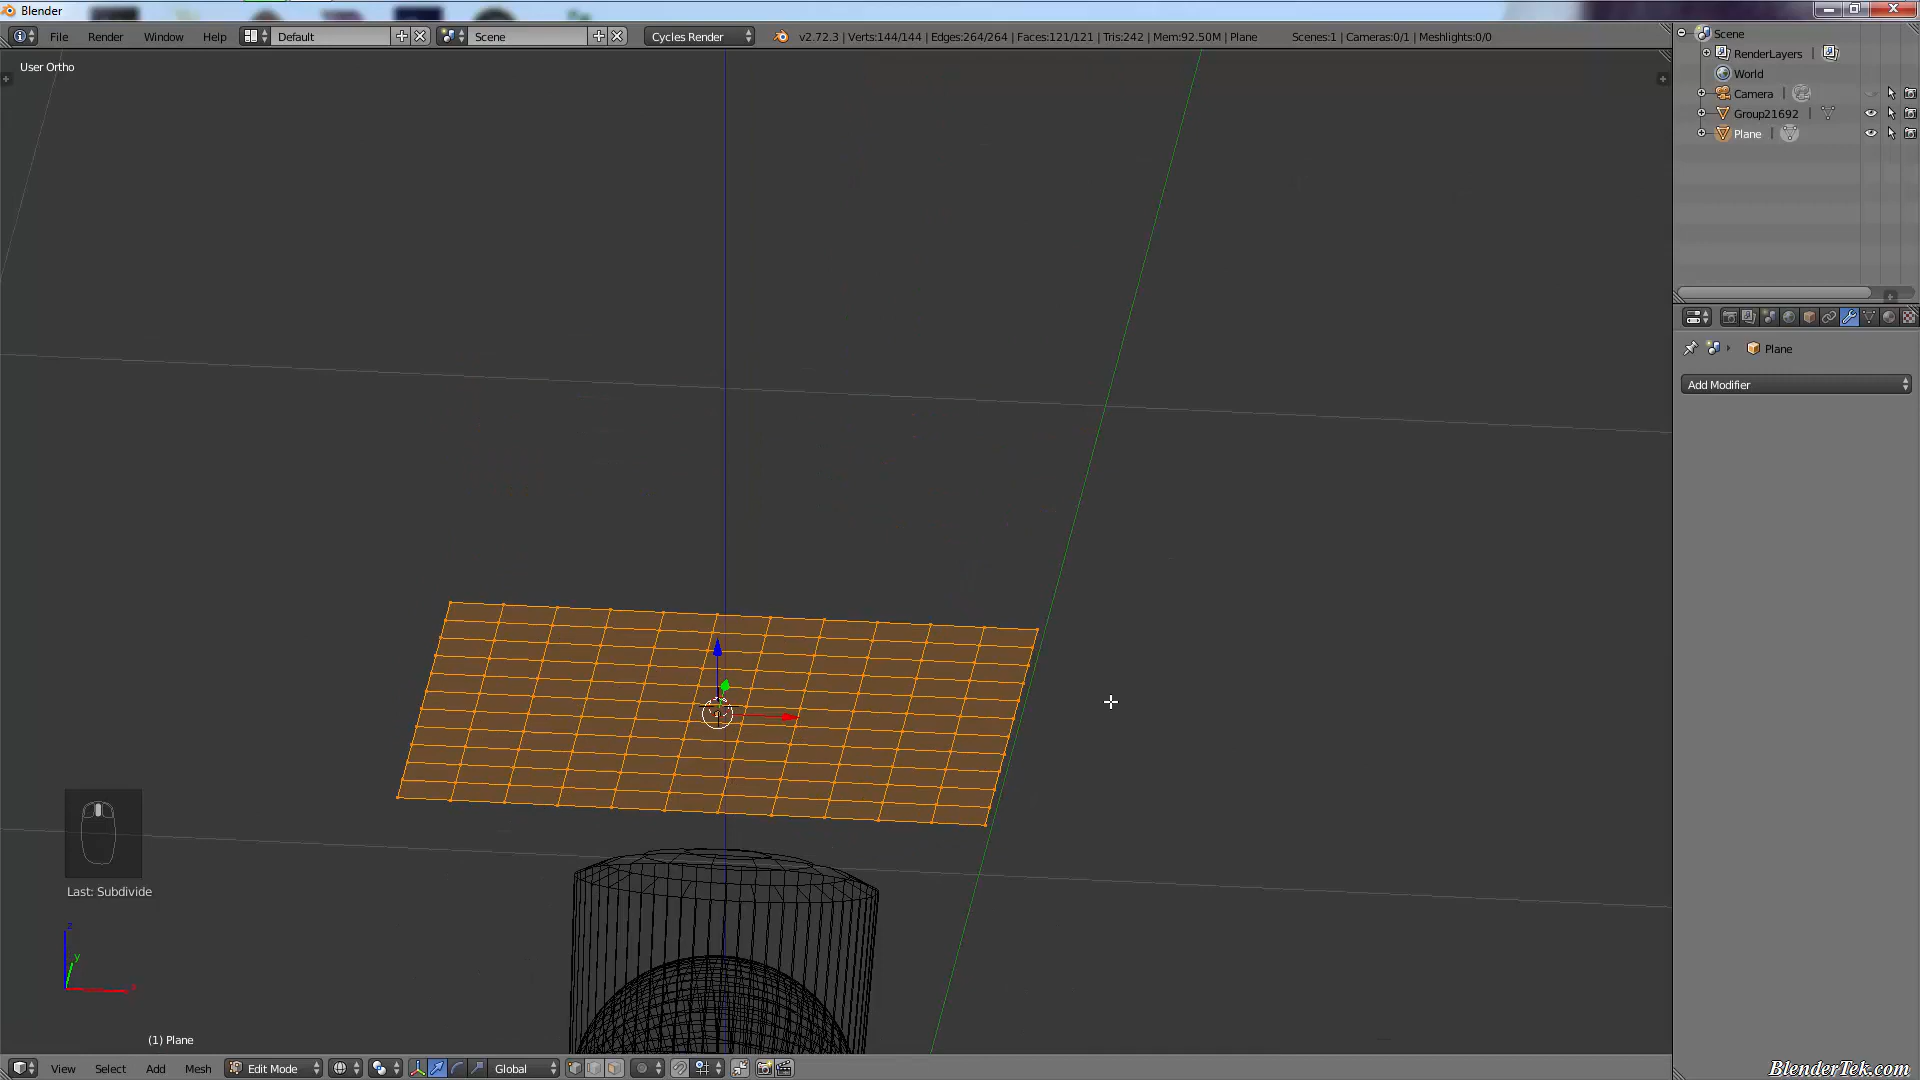 Blender
File Render Window Help Default Scene Cycles Render v2.72.3 | Verts:144/144 | Edges:264/264 | Faces:121/121 | Tris:242 | Mem:92.50M | Plane Scenes:1 | Cameras:0/1 | Meshlights:0/0
User Ortho
Scene
RenderLayers
World
Camera
Group21692
Plane
Plane
Add Modifier
Last: Subdivide
z
y
x
(1) Plane
View Select Add Mesh Edit Mode Global
BlenderTek.com